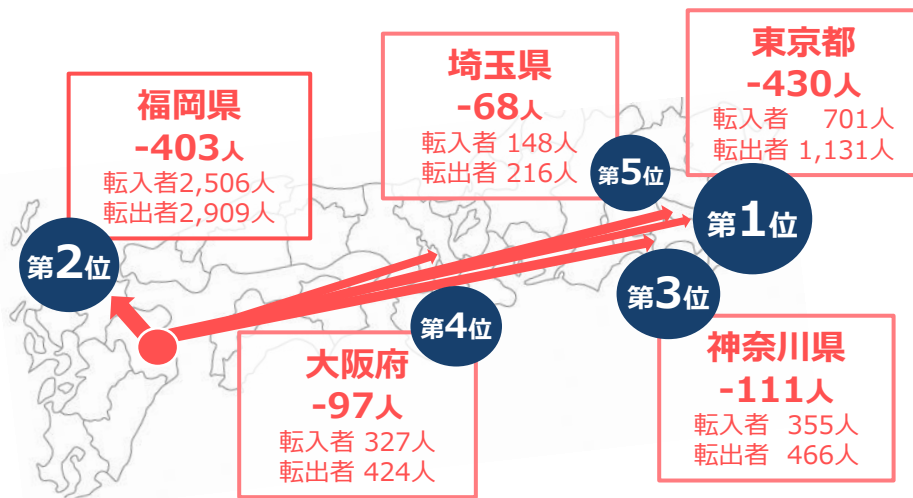 東京都
-430人
転入者 701人
転出者 1,131人
第1位
福岡県
-403人
転入者2,506人
転出者2,909人
第2位
神奈川県
-111人
転入者 355人
転出者 466人
第3位
大阪府
-97人
転入者 327人
転出者 424人
第4位
埼玉県
-68人
転入者 148人
転出者 216人
第5位